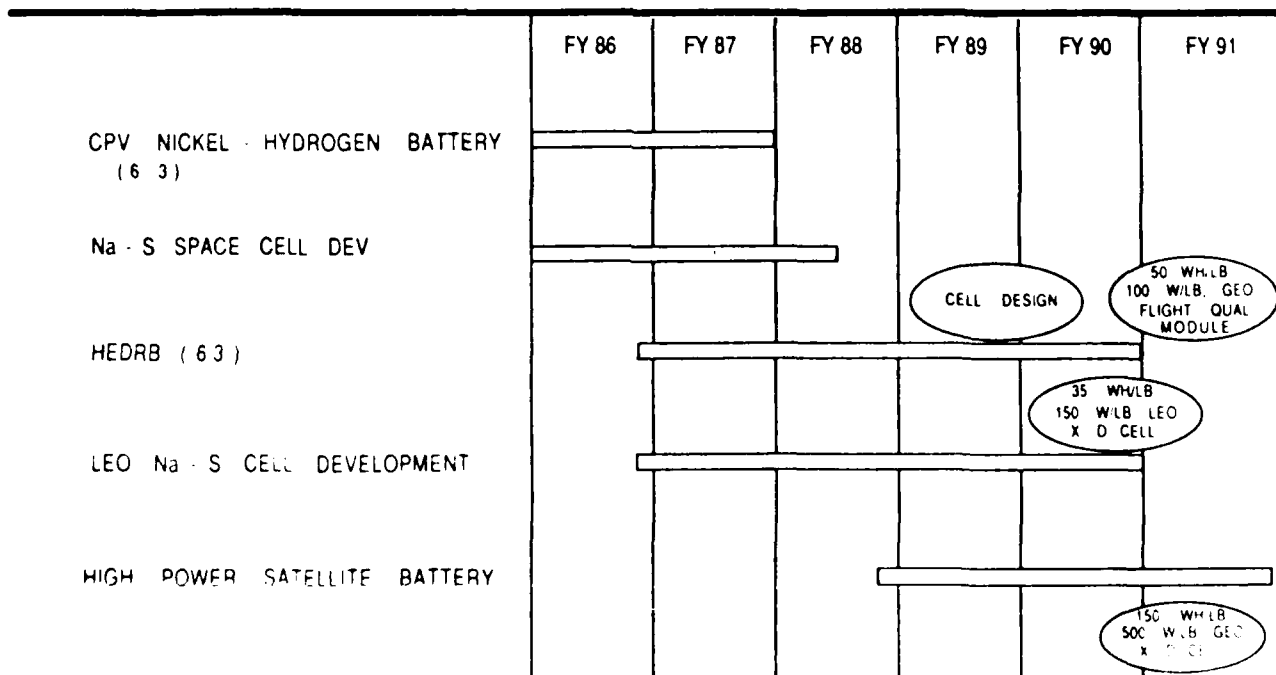 FY 86 FY 87 FY 88 FY 89 FY 90 FY 91
CPV NICKEL - HYDROGEN BATTERY
(6 3)
Na - S SPACE CELL DEV
CELL DESIGN
50 WH/LB
100 W/LB, GEO
FLIGHT QUAL
MODULE
HEDRB (63)
35 WH/LB
150 W/LB LEO
X D CELL
LEO Na - S CELL DEVELOPMENT
HIGH POWER SATELLITE BATTERY
150 WH/LB
500 W/LB GEO
X D